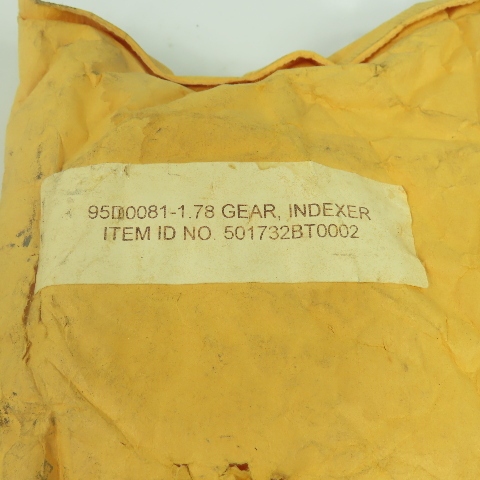 95D0081-1.78 GEAR, INDEXER
ITEM ID NO. 501732BT0002